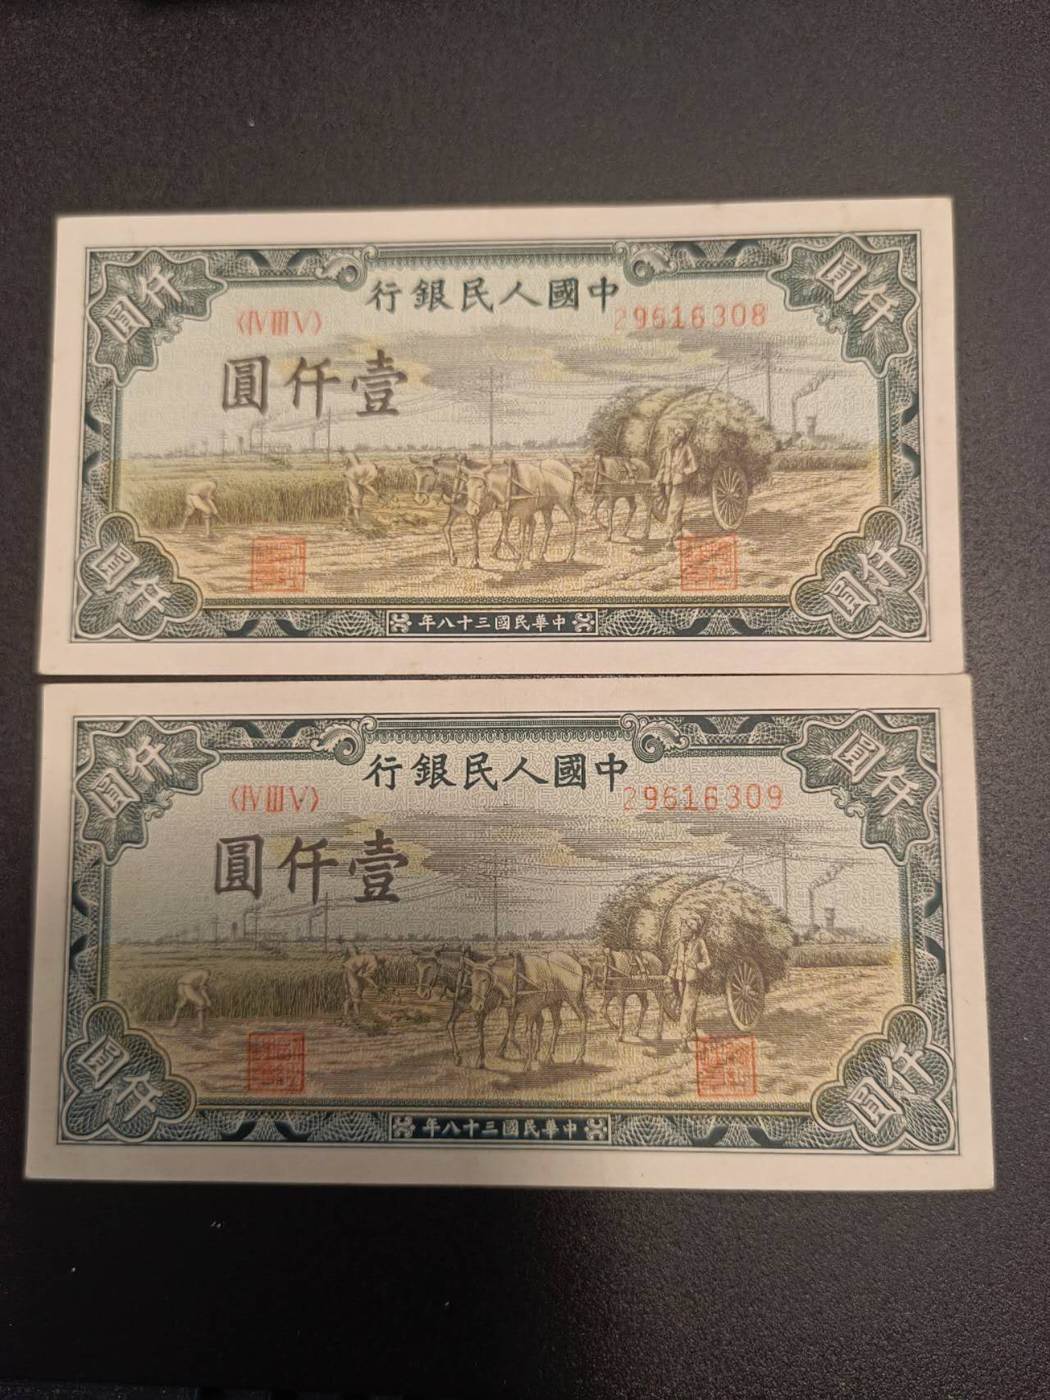 中國人民銀行
〈IV III V〉 29616308
壹仟圓
仟圓
仟圓
仟圓
仟圓
中華民國三十八年
中國人民銀行
〈IV III V〉 29616309
壹仟圓
仟圓
仟圓
仟圓
仟圓
中華民國三十八年